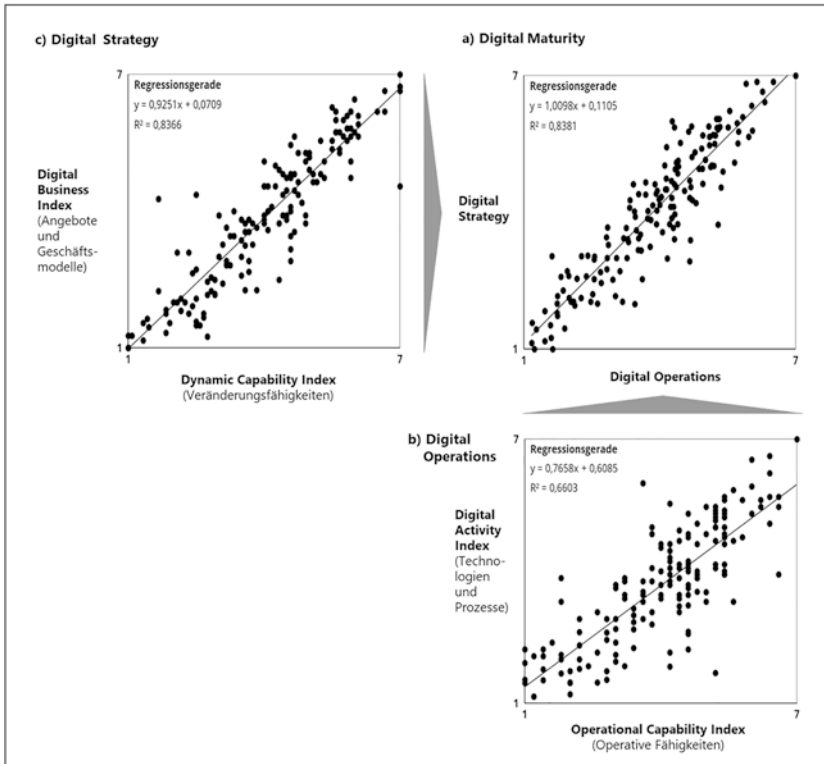 c) Digital Strategy
7
Regressionsgerade
y = 0,9251x + 0,0709
R² = 0,8366
Digital
Business
Index
(Angebote
und
Geschäfts-
modelle)
1
1
7
Dynamic Capability Index
(Veränderungsfähigkeiten)
a) Digital Maturity
7
Regressionsgerade
y = 1,0098x + 0,1105
R² = 0,8381
Digital
Strategy
1
1
7
Digital Operations
b) Digital
Operations
7
Regressionsgerade
y = 0,7658x + 0,6085
R² = 0,6603
Digital
Activity
Index
(Techno-
logien
und
Prozesse)
1
1
7
Operational Capability Index
(Operative Fähigkeiten)